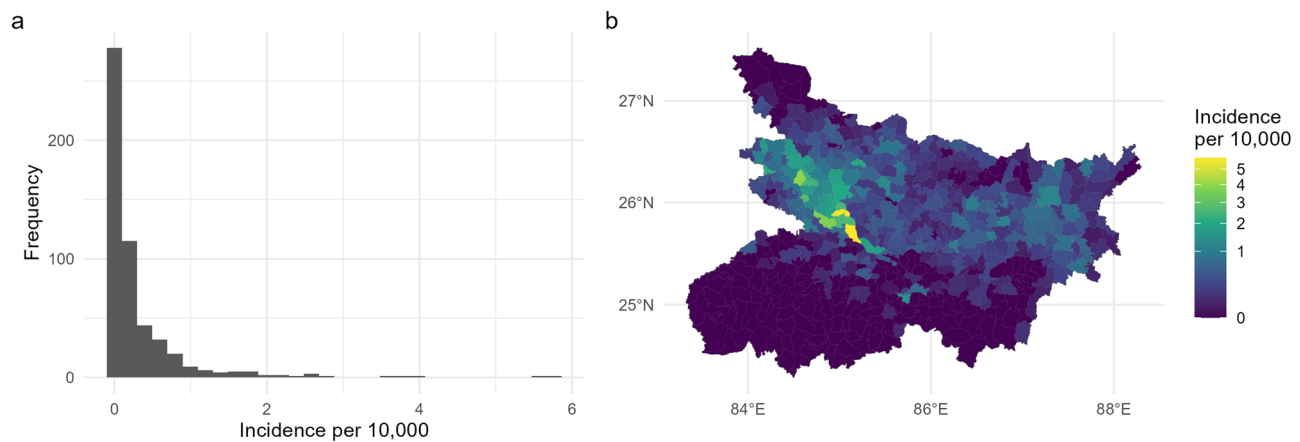 a
Frequency
200
100
0
0
2
4
6
Incidence per 10,000
b
27°N
26°N
25°N
84°E
86°E
88°E
Incidence
per 10,000
5
4
3
2
1
0